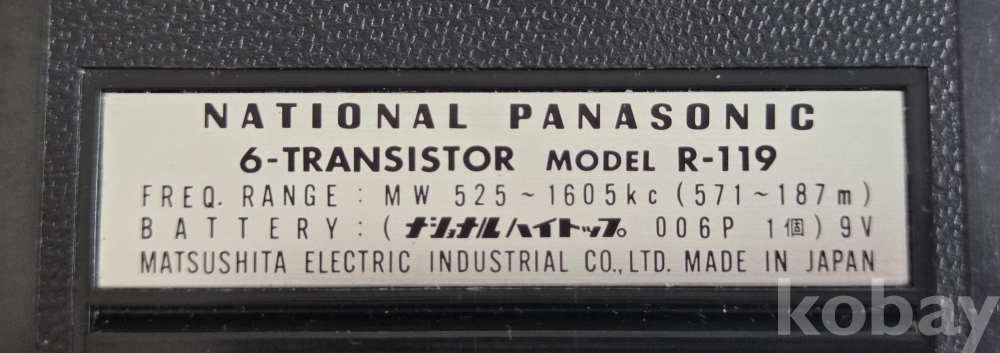 NATIONAL PANASONIC
6-TRANSISTOR MODEL R-119
FREQ. RANGE : MW 525~1605kc (571~187m)
BATTERY : (ナショナルハイトップ 006P 1個) 9V
MATSUSHITA ELECTRIC INDUSTRIAL CO., LTD. MADE IN JAPAN
kobay